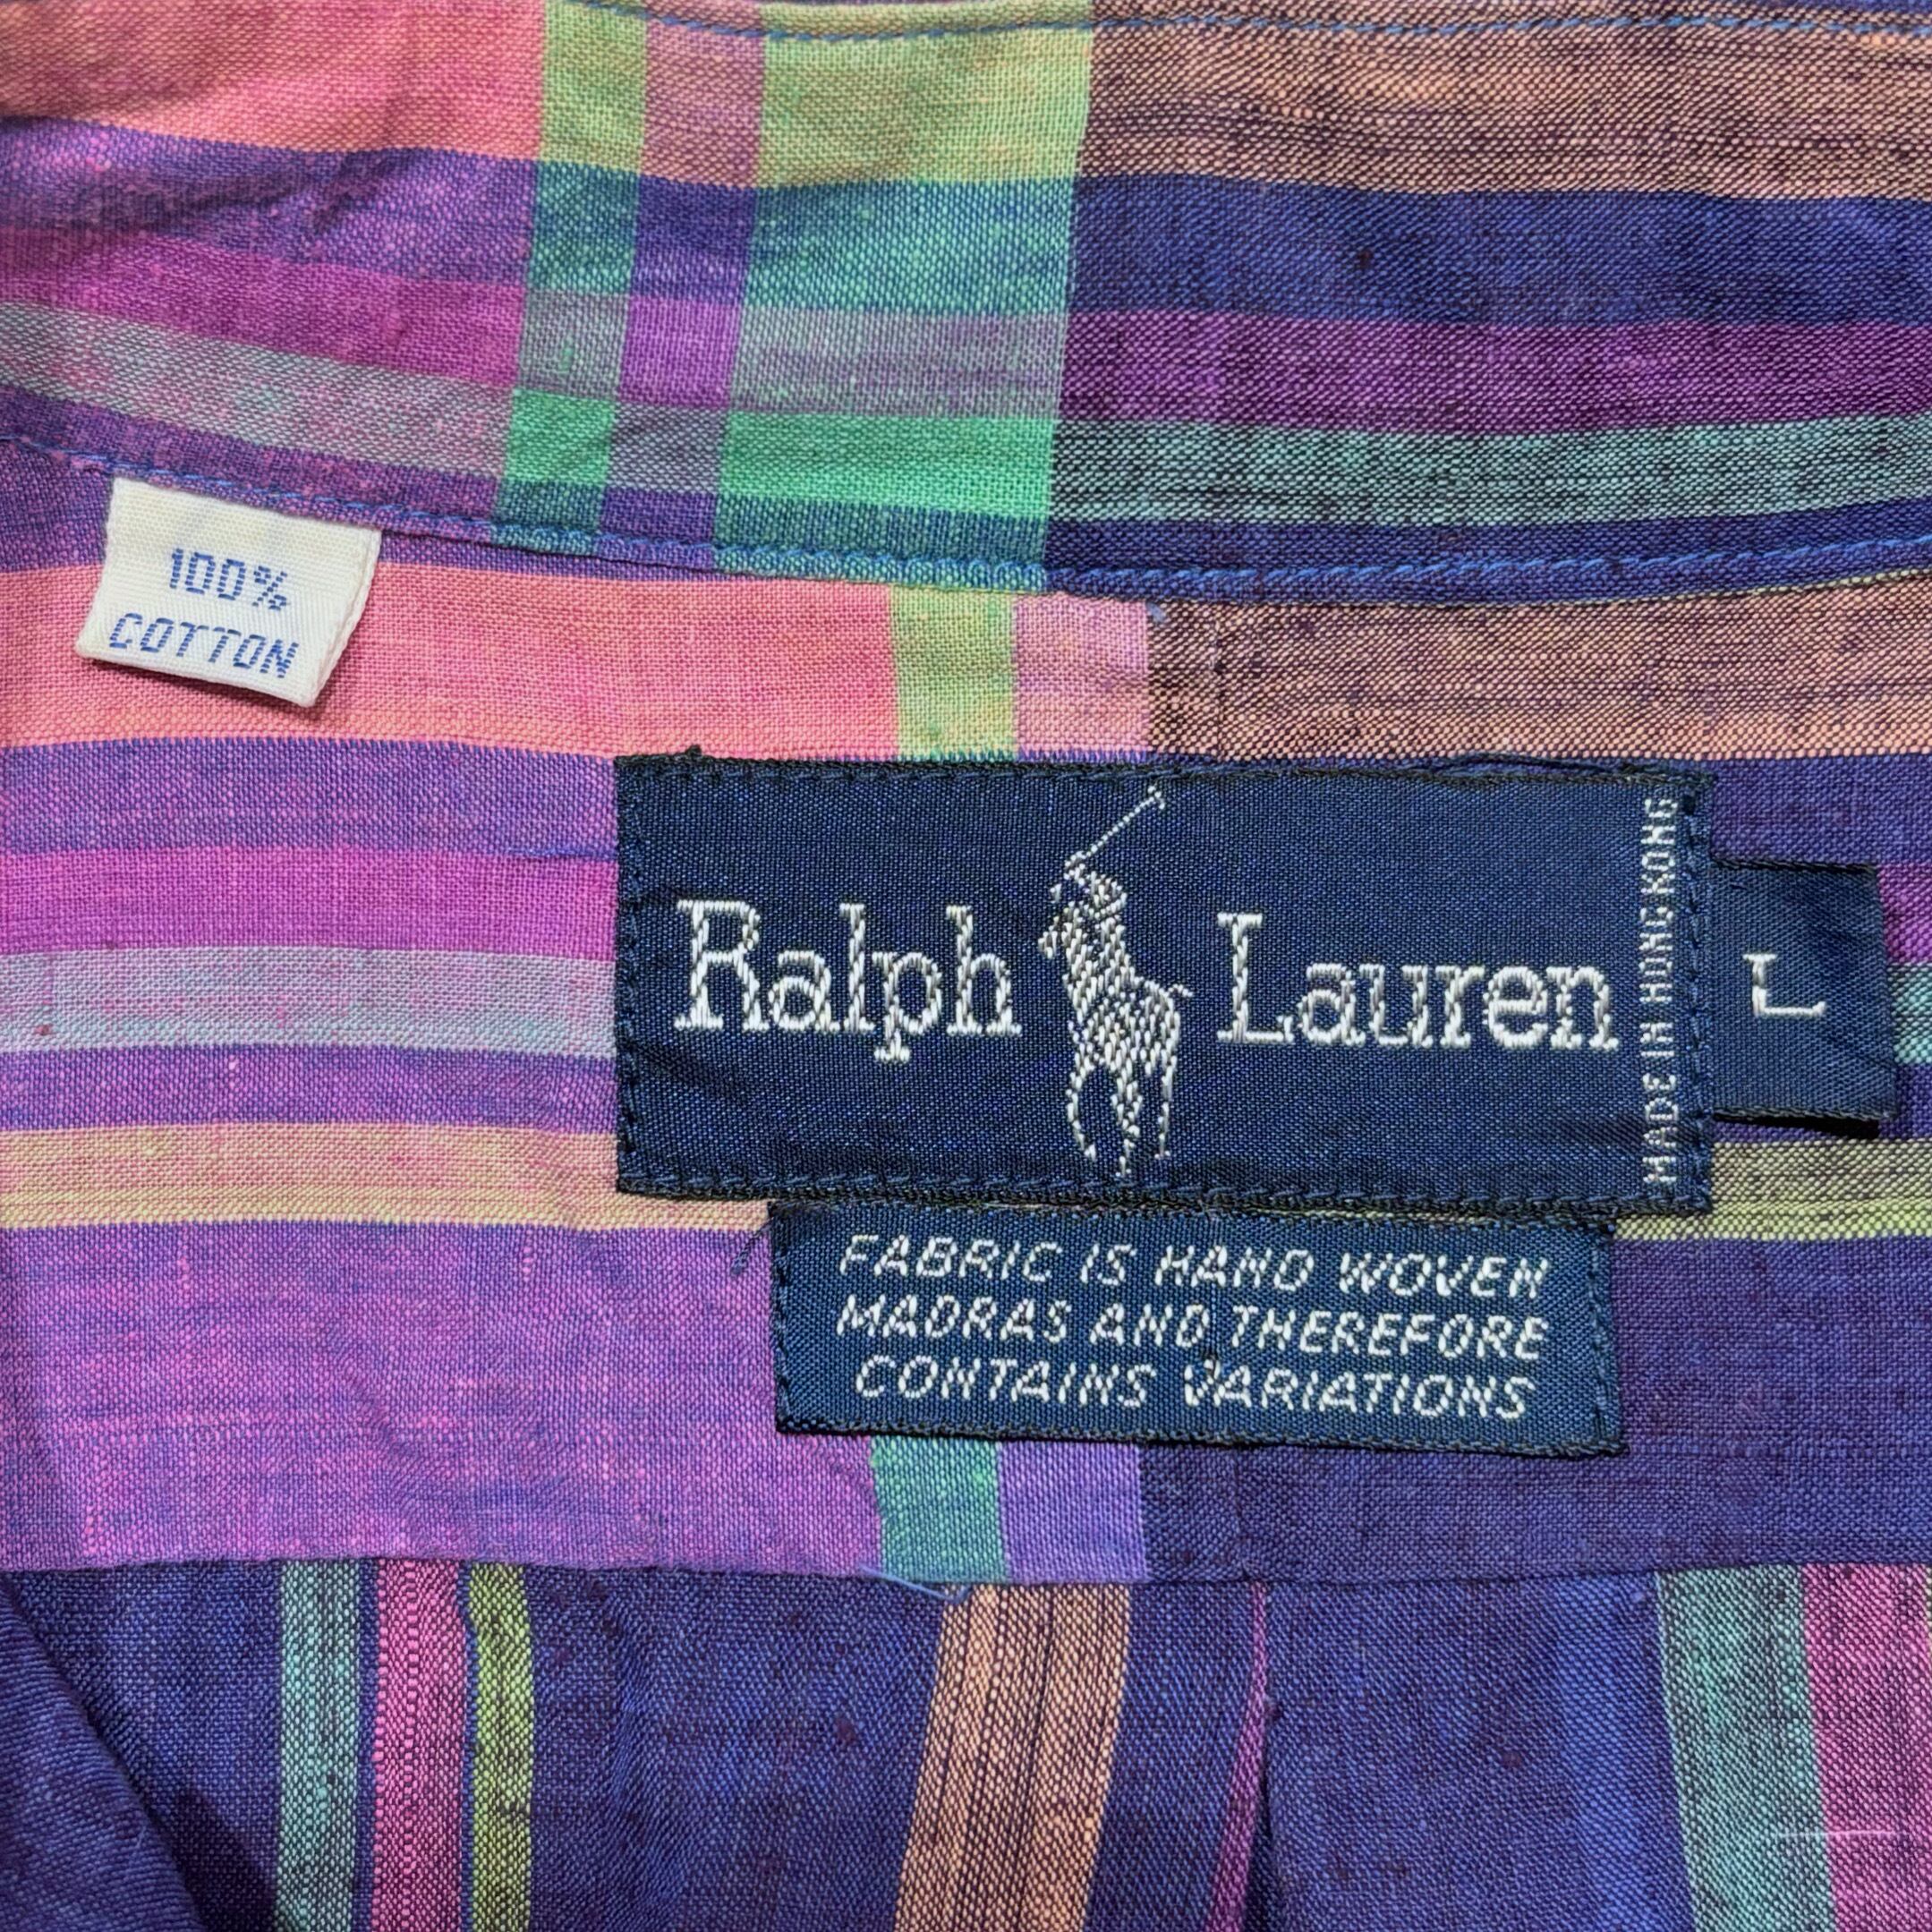 100%
COTTON
Ralph Lauren
MADE IN HONG KONG
L
FABRIC IS HAND WOVEN
MADRAS AND THEREFORE
CONTAINS VARIATIONS